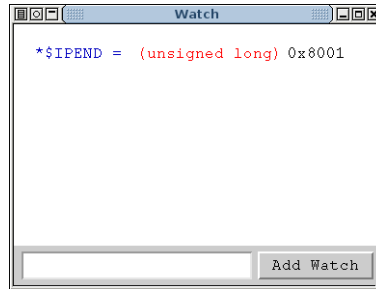 Watch
*$IPEND = (unsigned long) 0x8001
Add Watch